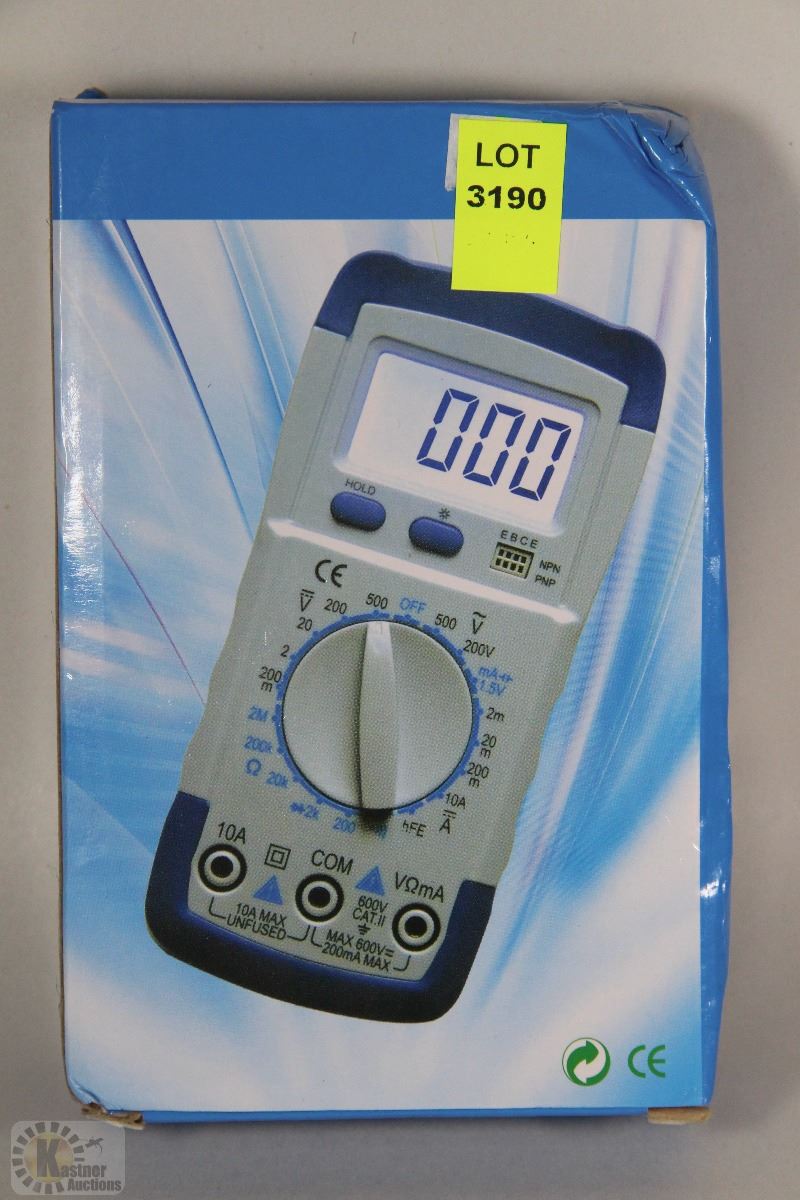 LOT
3190
000
HOLD
E B C E
NPN
PNP
CE
V 200 500 OFF 500 V
20 200V
2 mA
1.5V
200
m
2m
2M 20
m
200k 200
m
Ω 20k 10A
2k 200 hFE A
10A COM VΩmA
10A MAX
UNFUSED
600V
CAT.II
MAX 600V
200mA MAX
CE
Kastner
Auctions